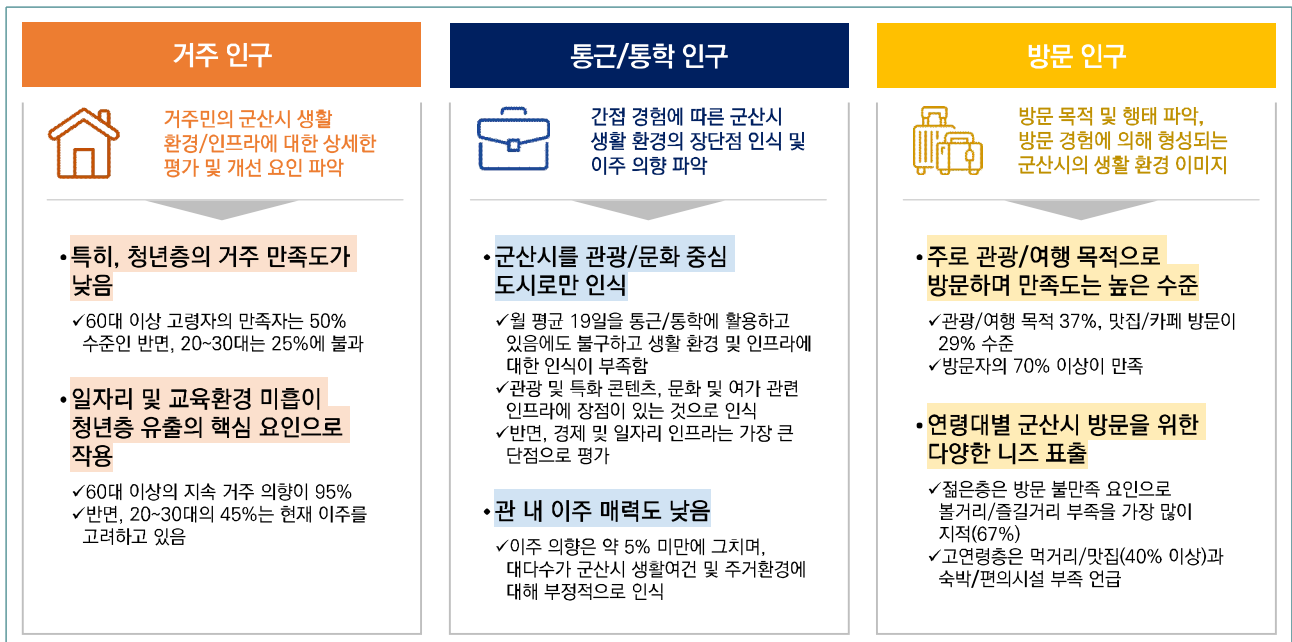 거주 인구
거주민의 군산시 생활
환경/인프라에 대한 상세한
평가 및 개선 요인 파악
•특히, 청년층의 거주 만족도가
낮음
✓60대 이상 고령자의 만족자는 50%
수준인 반면, 20~30대는 25%에 불과
•일자리 및 교육환경 미흡이
청년층 유출의 핵심 요인으로
작용
✓60대 이상의 지속 거주 의향이 95%
✓반면, 20~30대의 45%는 현재 이주를
고려하고 있음
통근/통학 인구
간접 경험에 따른 군산시
생활 환경의 장단점 인식 및
이주 의향 파악
•군산시를 관광/문화 중심
도시로만 인식
✓월 평균 19일을 통근/통학에 활용하고
있음에도 불구하고 생활 환경 및 인프라에
대한 인식이 부족함
✓관광 및 특화 콘텐츠, 문화 및 여가 관련
인프라에 장점이 있는 것으로 인식
✓반면, 경제 및 일자리 인프라는 가장 큰
단점으로 평가
•관 내 이주 매력도 낮음
✓이주 의향은 약 5% 미만에 그치며,
대다수가 군산시 생활여건 및 주거환경에
대해 부정적으로 인식
방문 인구
방문 목적 및 행태 파악,
방문 경험에 의해 형성되는
군산시의 생활 환경 이미지
•주로 관광/여행 목적으로
방문하며 만족도는 높은 수준
✓관광/여행 목적 37%, 맛집/카페 방문이
29% 수준
✓방문자의 70% 이상이 만족
•연령대별 군산시 방문을 위한
다양한 니즈 표출
✓젊은층은 방문 불만족 요인으로
볼거리/즐길거리 부족을 가장 많이
지적(67%)
✓고연령층은 먹거리/맛집(40% 이상)과
숙박/편의시설 부족 언급